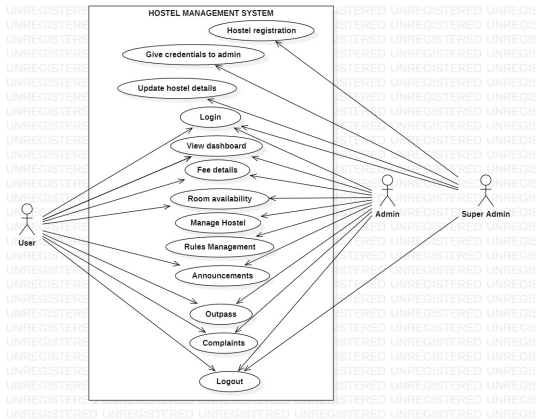 HOSTEL MANAGEMENT SYSTEM
Hostel registration
Give credentials to admin
Update hostel details
Login
View dashboard
Fee details
Room availability
Admin
Super Admin
Manage Hostel
User
Rules Management
Announcements
Outpass
Complaints
Logout
UNREGISTERED